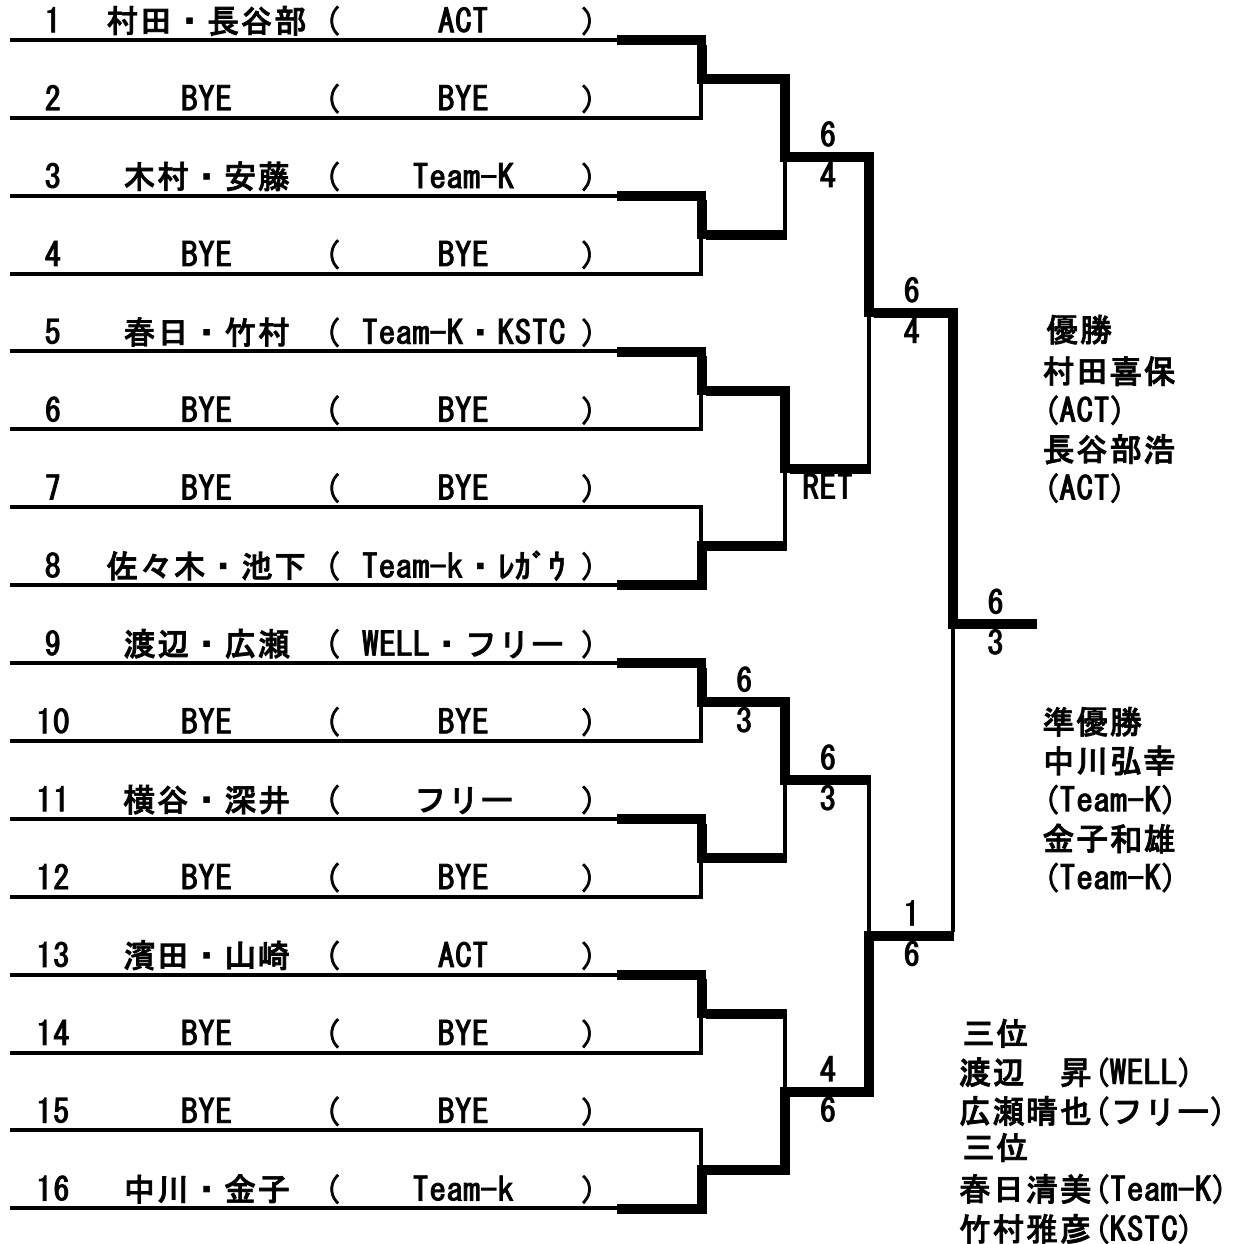 1 村田・長谷部 ( ACT )
2 BYE ( BYE )
6
3 木村・安藤 ( Team-K )
4
4 BYE ( BYE )
6
5 春日・竹村 ( Team-K・KSTC )
4
6 BYE ( BYE )
7 BYE ( BYE )
RET
8 佐々木・池下 ( Team-k・ﾚｶﾞｳ )
9 渡辺・広瀬 ( WELL・フリー )
6
3
10 BYE ( BYE )
6
3
11 横谷・深井 ( フリー )
6
3
12 BYE ( BYE )
1
6
13 濱田・山崎 ( ACT )
14 BYE ( BYE )
4
6
15 BYE ( BYE )
16 中川・金子 ( Team-k )
優勝
村田喜保
(ACT)
長谷部浩
(ACT)
準優勝
中川弘幸
(Team-K)
金子和雄
(Team-K)
三位
渡辺　昇(WELL)
広瀬晴也(フリー)
三位
春日清美(Team-K)
竹村雅彦(KSTC)